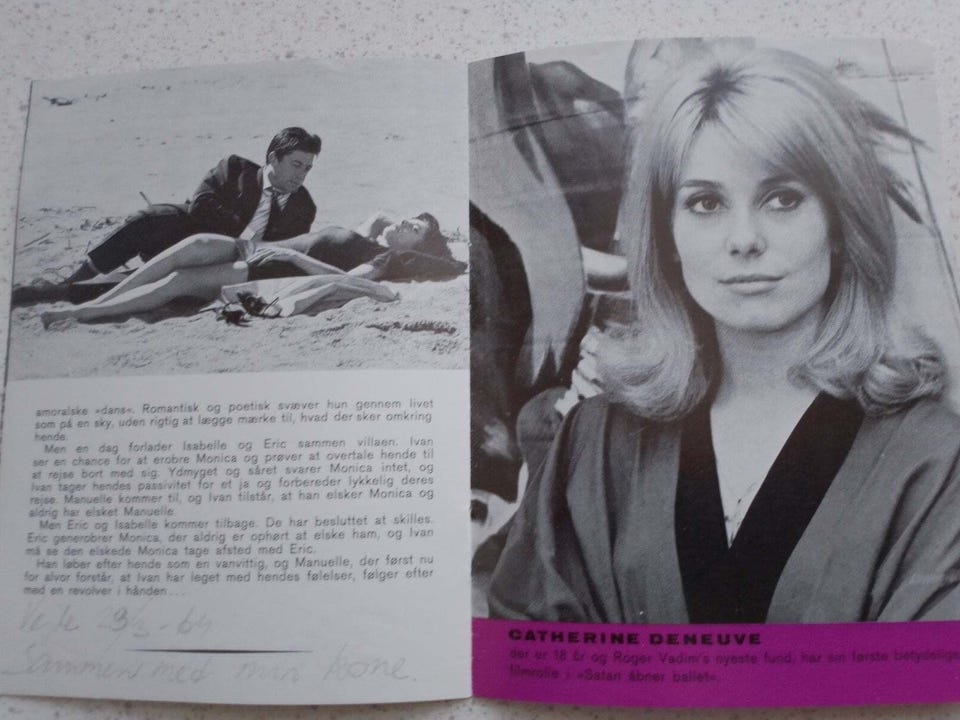 amoralske »dans«. Romantisk og poetisk svæver hun gennem livet
som på en sky, uden rigtig at lægge mærke til, hvad der sker omkring
hende.
Men en dag forlader Isabelle og Eric sammen villaen. Ivan
ser en chance for at erobre Monica og prøver at overtale hende til
at rejse bort med sig. Ydmyget og såret svarer Monica intet, og
Ivan tager hendes passivitet for et ja og forbereder lykkelig deres
rejse. Manuelle kommer til, og Ivan tilstår, at han elsker Monica og
aldrig har elsket Manuelle.
Men Eric og Isabelle kommer tilbage. De har besluttet at skilles.
Eric generobrer Monica, der aldrig er ophørt at elske ham, og Ivan
må se den elskede Monica tage afsted med Eric.
Han løber efter hende som en vanvittig, og Manuelle, der først nu
for alvor forstår, at Ivan har leget med hendes følelser, følger efter
med en revolver i hånden...
- 64
Sammen med min Kone.
CATHERINE DENEUVE
der er 18 år og Roger Vadim's nyeste fund, har sin første betydelige
filmrolle i »Satan åbner ballet«.